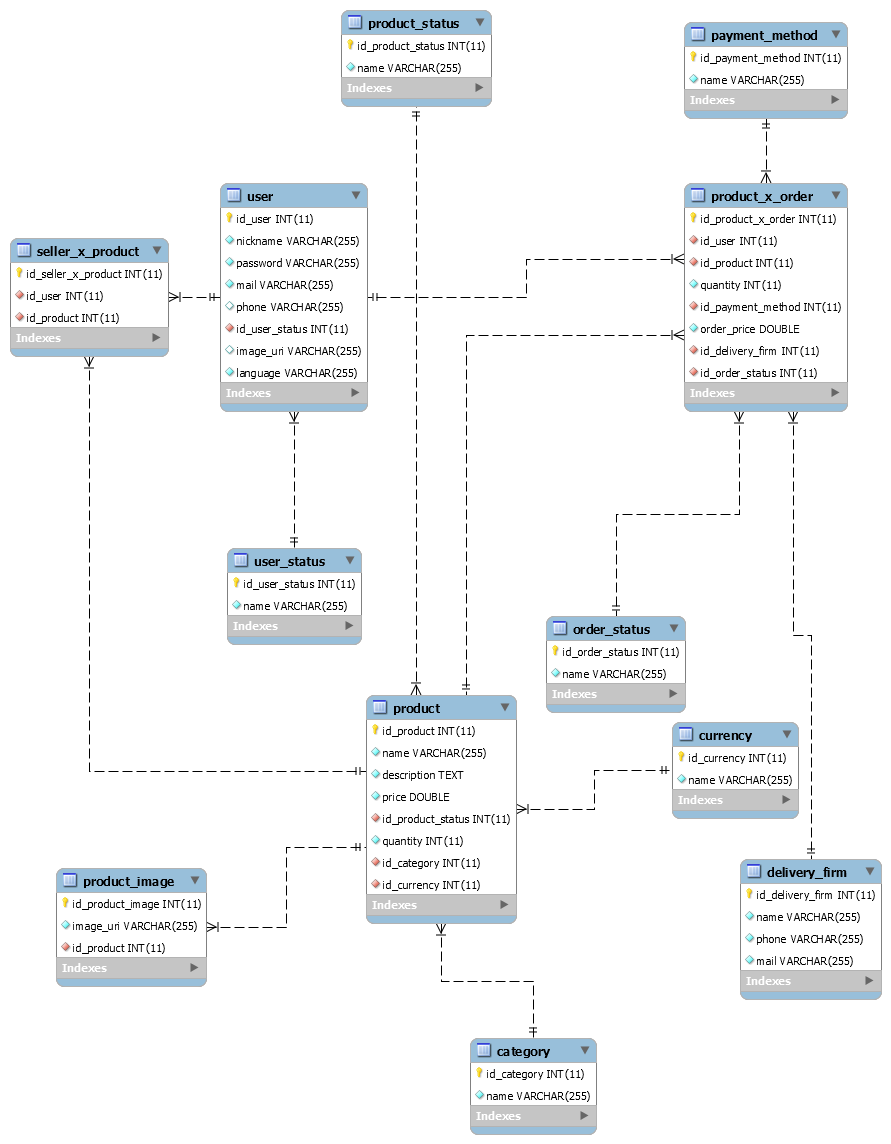 product_status
id_product_status INT(11)
name VARCHAR(255)
Indexes
payment_method
id_payment_method INT(11)
name VARCHAR(255)
Indexes
user
id_user INT(11)
nickname VARCHAR(255)
password VARCHAR(255)
mail VARCHAR(255)
phone VARCHAR(255)
id_user_status INT(11)
image_uri VARCHAR(255)
language VARCHAR(255)
Indexes
product_x_order
id_product_x_order INT(11)
id_user INT(11)
id_product INT(11)
quantity INT(11)
id_payment_method INT(11)
order_price DOUBLE
id_delivery_firm INT(11)
id_order_status INT(11)
Indexes
seller_x_product
id_seller_x_product INT(11)
id_user INT(11)
id_product INT(11)
Indexes
user_status
id_user_status INT(11)
name VARCHAR(255)
Indexes
order_status
id_order_status INT(11)
name VARCHAR(255)
Indexes
product
id_product INT(11)
name VARCHAR(255)
description TEXT
price DOUBLE
id_product_status INT(11)
quantity INT(11)
id_category INT(11)
id_currency INT(11)
Indexes
currency
id_currency INT(11)
name VARCHAR(255)
Indexes
product_image
id_product_image INT(11)
image_uri VARCHAR(255)
id_product INT(11)
Indexes
delivery_firm
id_delivery_firm INT(11)
name VARCHAR(255)
phone VARCHAR(255)
mail VARCHAR(255)
Indexes
category
id_category INT(11)
name VARCHAR(255)
Indexes